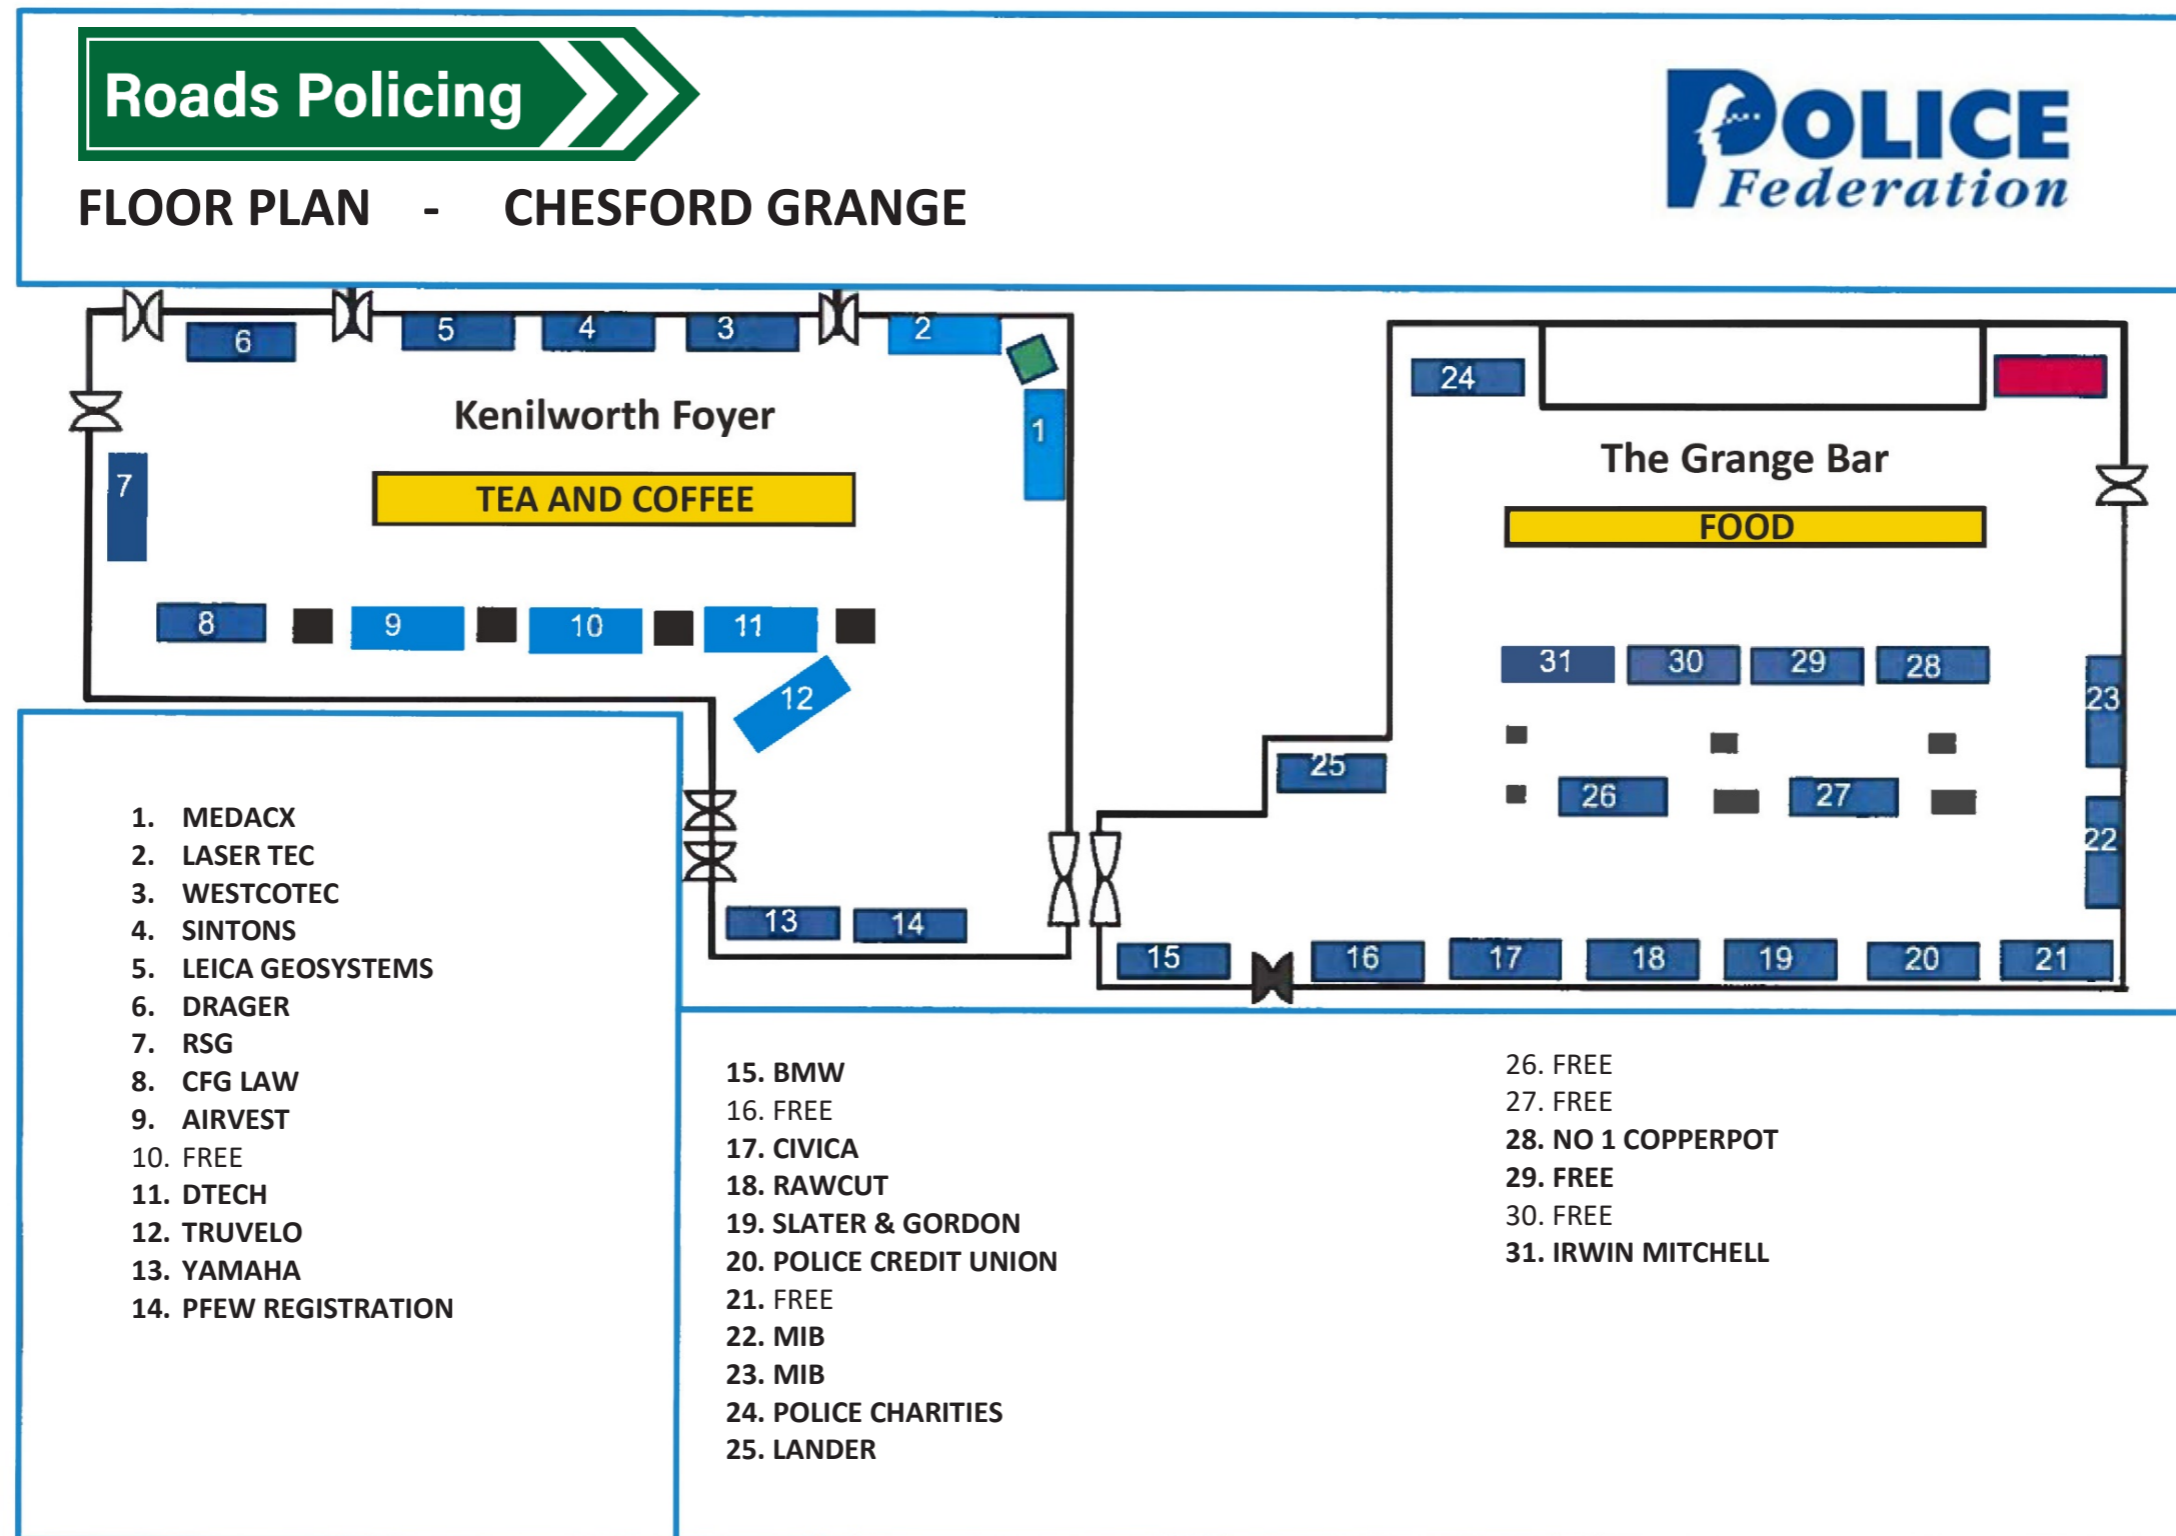 Roads Policing
POLICE
Federation
FLOOR PLAN - CHESFORD GRANGE
6
5
4
3
2
1
Kenilworth Foyer
TEA AND COFFEE
7
8
9
10
11
12
13
14
24
The Grange Bar
FOOD
31
30
29
28
23
25
26
27
22
15
16
17
18
19
20
21
1. MEDACX
2. LASER TEC
3. WESTCOTEC
4. SINTONS
5. LEICA GEOSYSTEMS
6. DRAGER
7. RSG
8. CFG LAW
9. AIRVEST
10. FREE
11. DTECH
12. TRUVELO
13. YAMAHA
14. PFEW REGISTRATION
15. BMW
16. FREE
17. CIVICA
18. RAWCUT
19. SLATER & GORDON
20. POLICE CREDIT UNION
21. FREE
22. MIB
23. MIB
24. POLICE CHARITIES
25. LANDER
26. FREE
27. FREE
28. NO 1 COPPERPOT
29. FREE
30. FREE
31. IRWIN MITCHELL